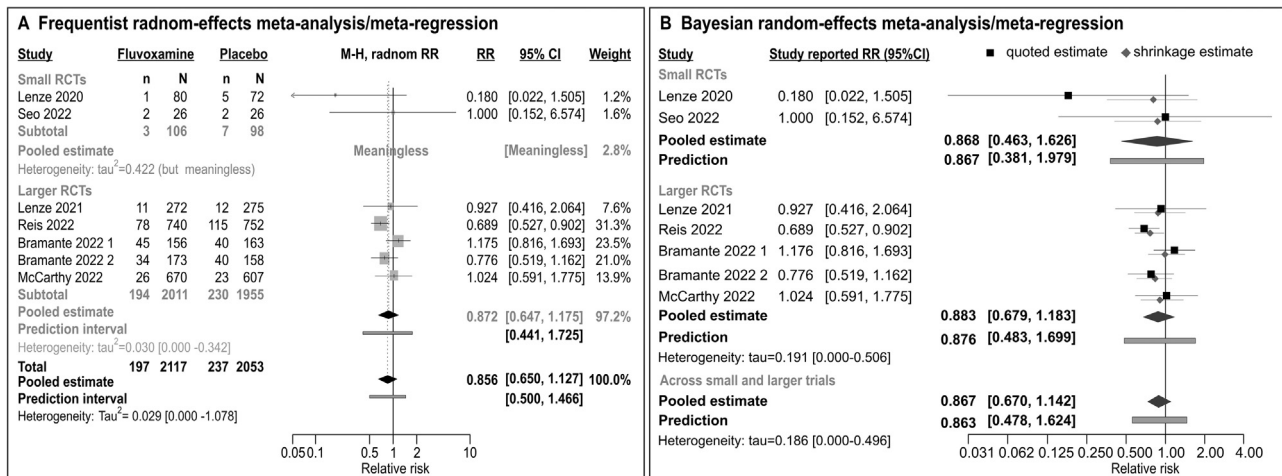 A Frequentist radnom-effects meta-analysis/meta-regression
Study Fluvoxamine Placebo M-H, radnom RR RR 95% CI Weight
n N n N
Small RCTs
Lenze 2020 1 80 5 72 0.180 [0.022, 1.505] 1.2%
Seo 2022 2 26 2 26 1.000 [0.152, 6.574] 1.6%
Subtotal 3 106 7 98
Pooled estimate Meaningless [Meaningless] 2.8%
Heterogeneity: tau²=0.422 (but meaningless)
Larger RCTs
Lenze 2021 11 272 12 275 0.927 [0.416, 2.064] 7.6%
Reis 2022 78 740 115 752 0.689 [0.527, 0.902] 31.3%
Bramante 2022 1 45 156 40 163 1.175 [0.816, 1.693] 23.5%
Bramante 2022 2 34 173 40 158 0.776 [0.519, 1.162] 21.0%
McCarthy 2022 26 670 23 607 1.024 [0.591, 1.775] 13.9%
Subtotal 194 2011 230 1955
Pooled estimate 0.872 [0.647, 1.175] 97.2%
Prediction interval [0.441, 1.725]
Heterogeneity: tau²=0.030 [0.000 -0.342]
Total 197 2117 237 2053
Pooled estimate 0.856 [0.650, 1.127] 100.0%
Prediction interval [0.500, 1.466]
Heterogeneity: Tau²= 0.029 [0.000 -1.078]
0.05 0.1 0.5 1 2 10
Relative risk
B Bayesian random-effects meta-analysis/meta-regression
Study Study reported RR (95%CI) quoted estimate shrinkage estimate
Small RCTs
Lenze 2020 0.180 [0.022, 1.505]
Seo 2022 1.000 [0.152, 6.574]
Pooled estimate 0.868 [0.463, 1.626]
Prediction 0.867 [0.381, 1.979]
Larger RCTs
Lenze 2021 0.927 [0.416, 2.064]
Reis 2022 0.689 [0.527, 0.902]
Bramante 2022 1 1.176 [0.816, 1.693]
Bramante 2022 2 0.776 [0.519, 1.162]
McCarthy 2022 1.024 [0.591, 1.775]
Pooled estimate 0.883 [0.679, 1.183]
Prediction 0.876 [0.483, 1.699]
Heterogeneity: tau=0.191 [0.000-0.506]
Across small and larger trials
Pooled estimate 0.867 [0.670, 1.142]
Prediction 0.863 [0.478, 1.624]
Heterogeneity: tau=0.186 [0.000-0.496]
0.031 0.062 0.125 0.250 0.500 1.00 2.00 4.00
Relative risk